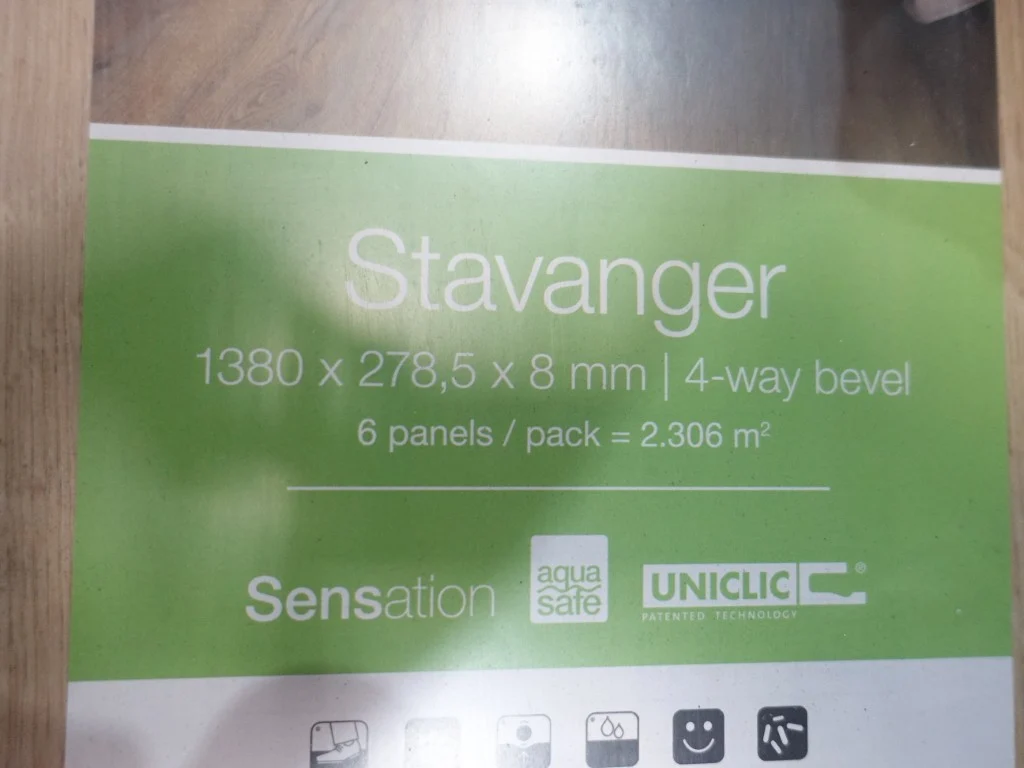 Stavanger
1380 x 278,5 x 8 mm | 4-way bevel
6 panels / pack = 2.306 m²
Sensation
aqua
safe
UNICLIC®
PATENTED TECHNOLOGY